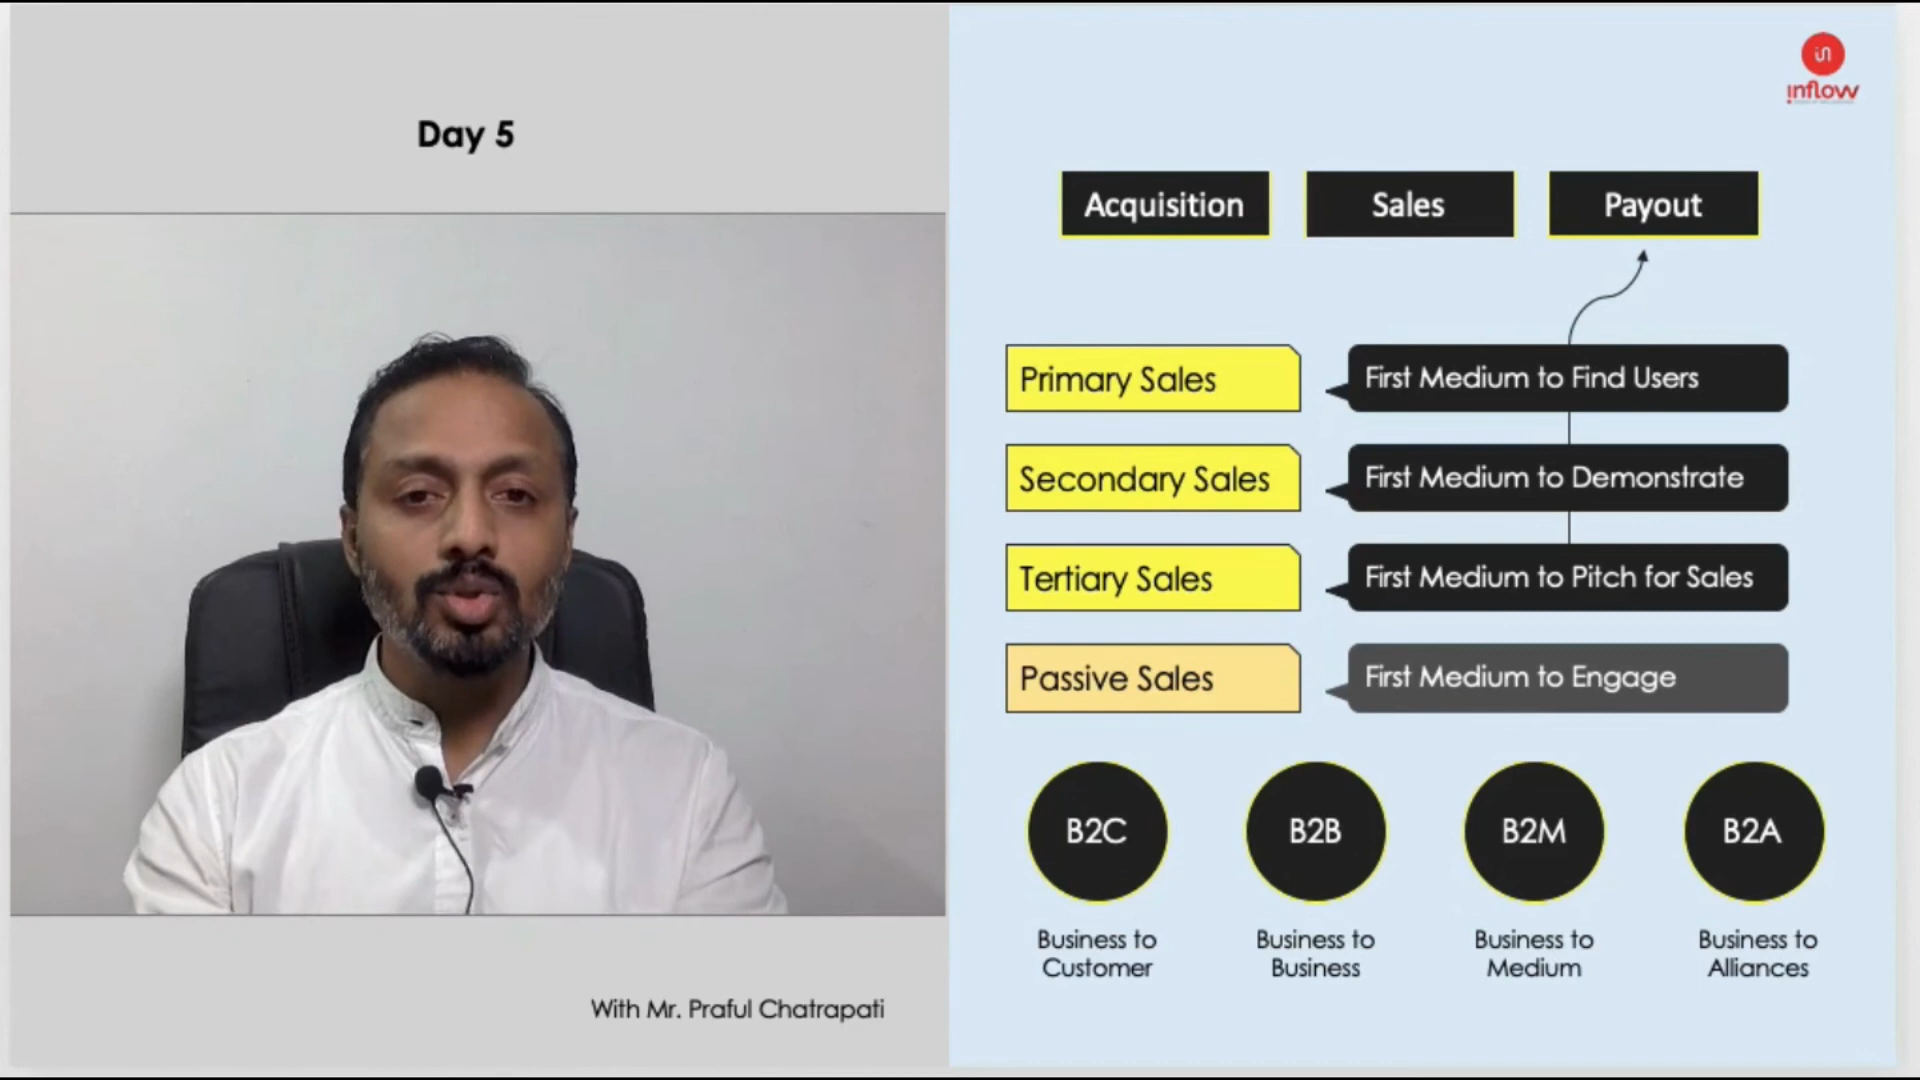 Day 5
With Mr. Praful Chatrapati
in
inflow
Acquisition
Sales
Payout
Primary Sales
First Medium to Find Users
Secondary Sales
First Medium to Demonstrate
Tertiary Sales
First Medium to Pitch for Sales
Passive Sales
First Medium to Engage
B2C
B2B
B2M
B2A
Business to
Customer
Business to
Business
Business to
Medium
Business to
Alliances